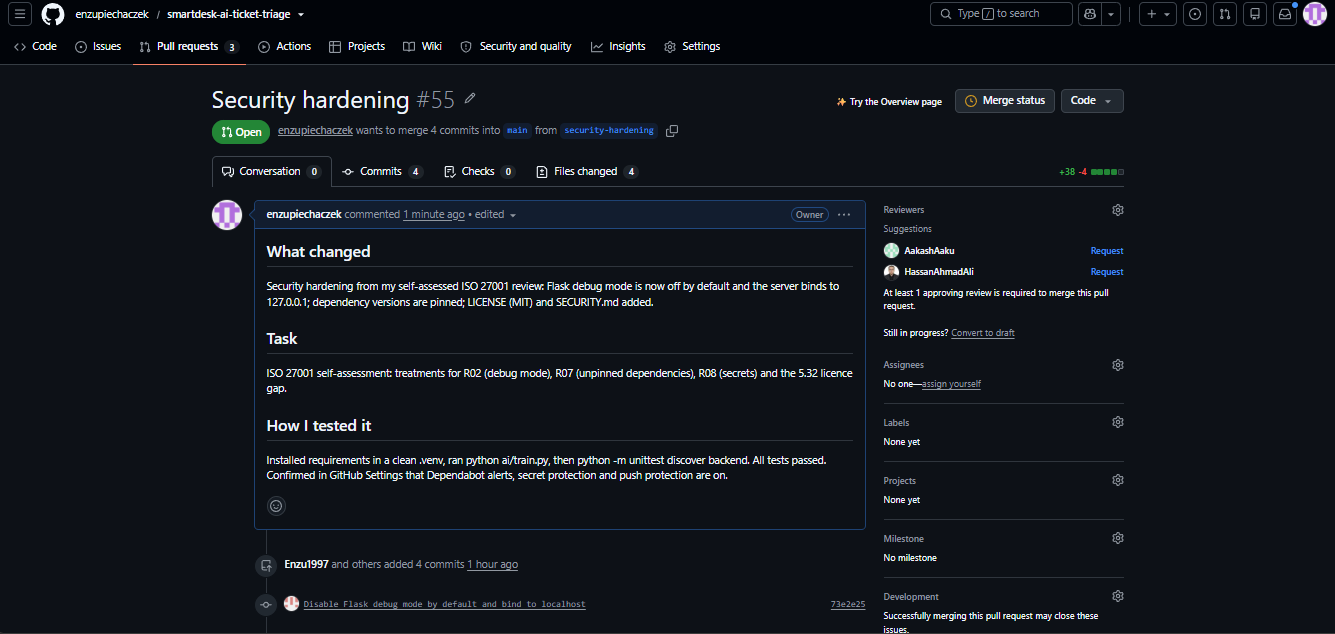 enzupiechaczek / smartdesk-ai-ticket-triage
Type / to search
Code
Issues
Pull requests 3
Actions
Projects
Wiki
Security and quality
Insights
Settings
Security hardening #55
Try the Overview page
Merge status
Code
Open
enzupiechaczek wants to merge 4 commits into main from security-hardening
Conversation 0
Commits 4
Checks 0
Files changed 4
+38 -4
enzupiechaczek commented 1 minute ago • edited
Owner
What changed
Security hardening from my self-assessed ISO 27001 review: Flask debug mode is now off by default and the server binds to
127.0.0.1; dependency versions are pinned; LICENSE (MIT) and SECURITY.md added.
Task
ISO 27001 self-assessment: treatments for R02 (debug mode), R07 (unpinned dependencies), R08 (secrets) and the 5.32 licence
gap.
How I tested it
Installed requirements in a clean .venv, ran python ai/train.py, then python -m unittest discover backend. All tests passed.
Confirmed in GitHub Settings that Dependabot alerts, secret protection and push protection are on.
Enzu1997 and others added 4 commits 1 hour ago
Disable Flask debug mode by default and bind to localhost
73e2e25
Reviewers
Suggestions
AakashAaku
Request
HassanAhmadAli
Request
At least 1 approving review is required to merge this pull
request.
Still in progress? Convert to draft
Assignees
No one—assign yourself
Labels
None yet
Projects
None yet
Milestone
No milestone
Development
Successfully merging this pull request may close these
issues.